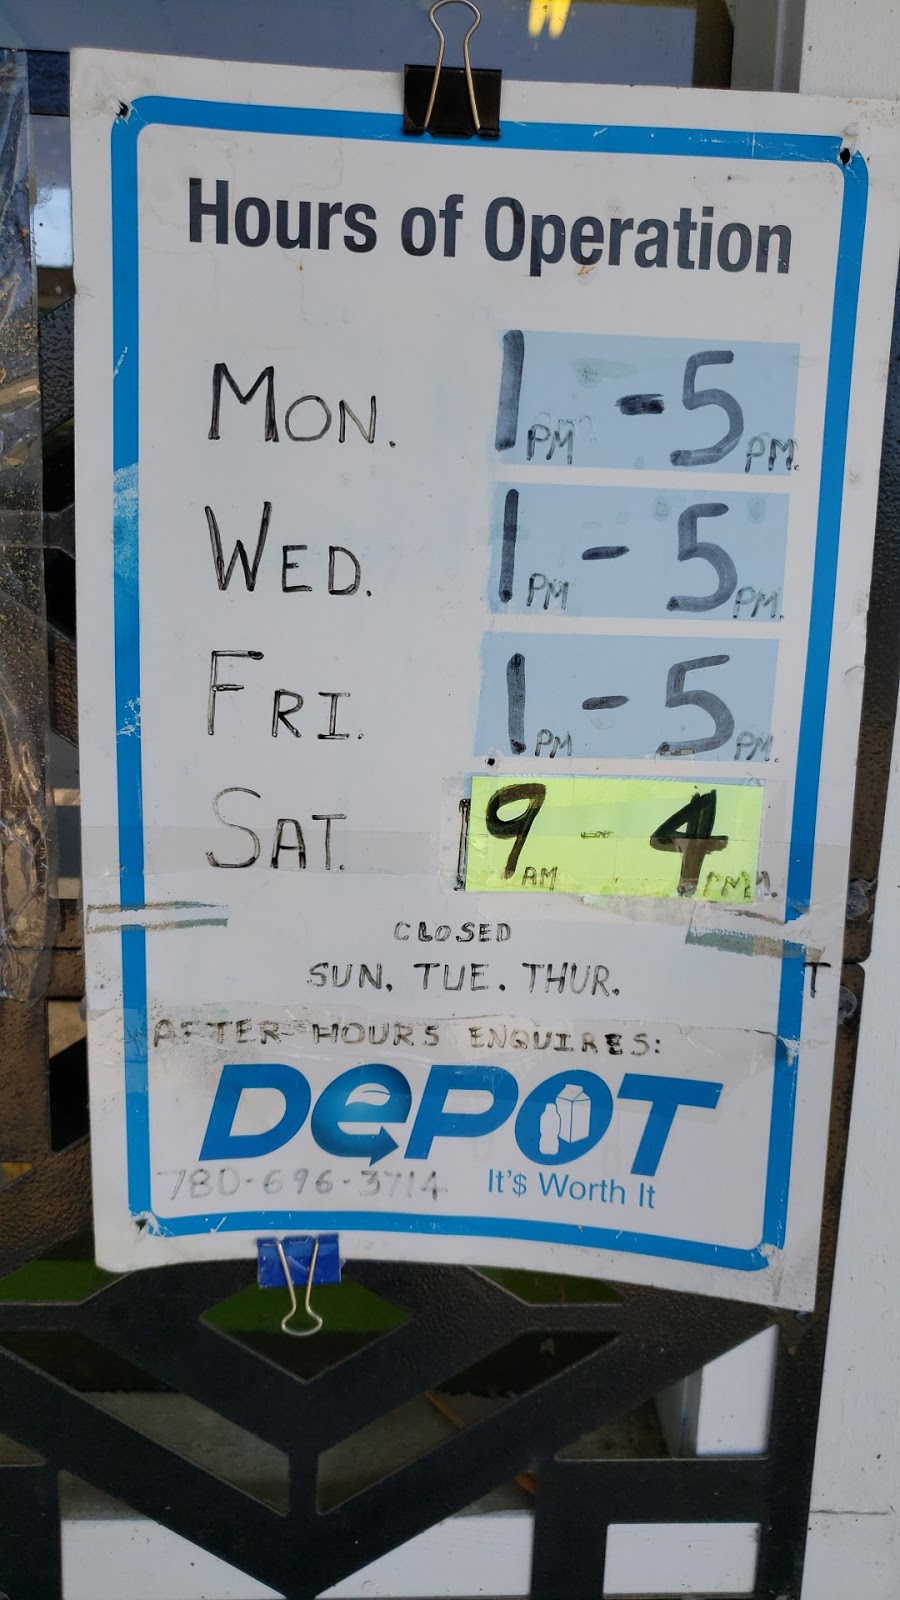 Hours of Operation
MON. 1PM - 5PM.
WED. 1PM - 5PM.
FRI. 1PM - 5PM.
SAT. 9AM - 4PM.
CLOSED
SUN. TUE. THUR.
T
AFTER HOURS ENQUIRES:
DePOT
780-696-3714 It'$ Worth It